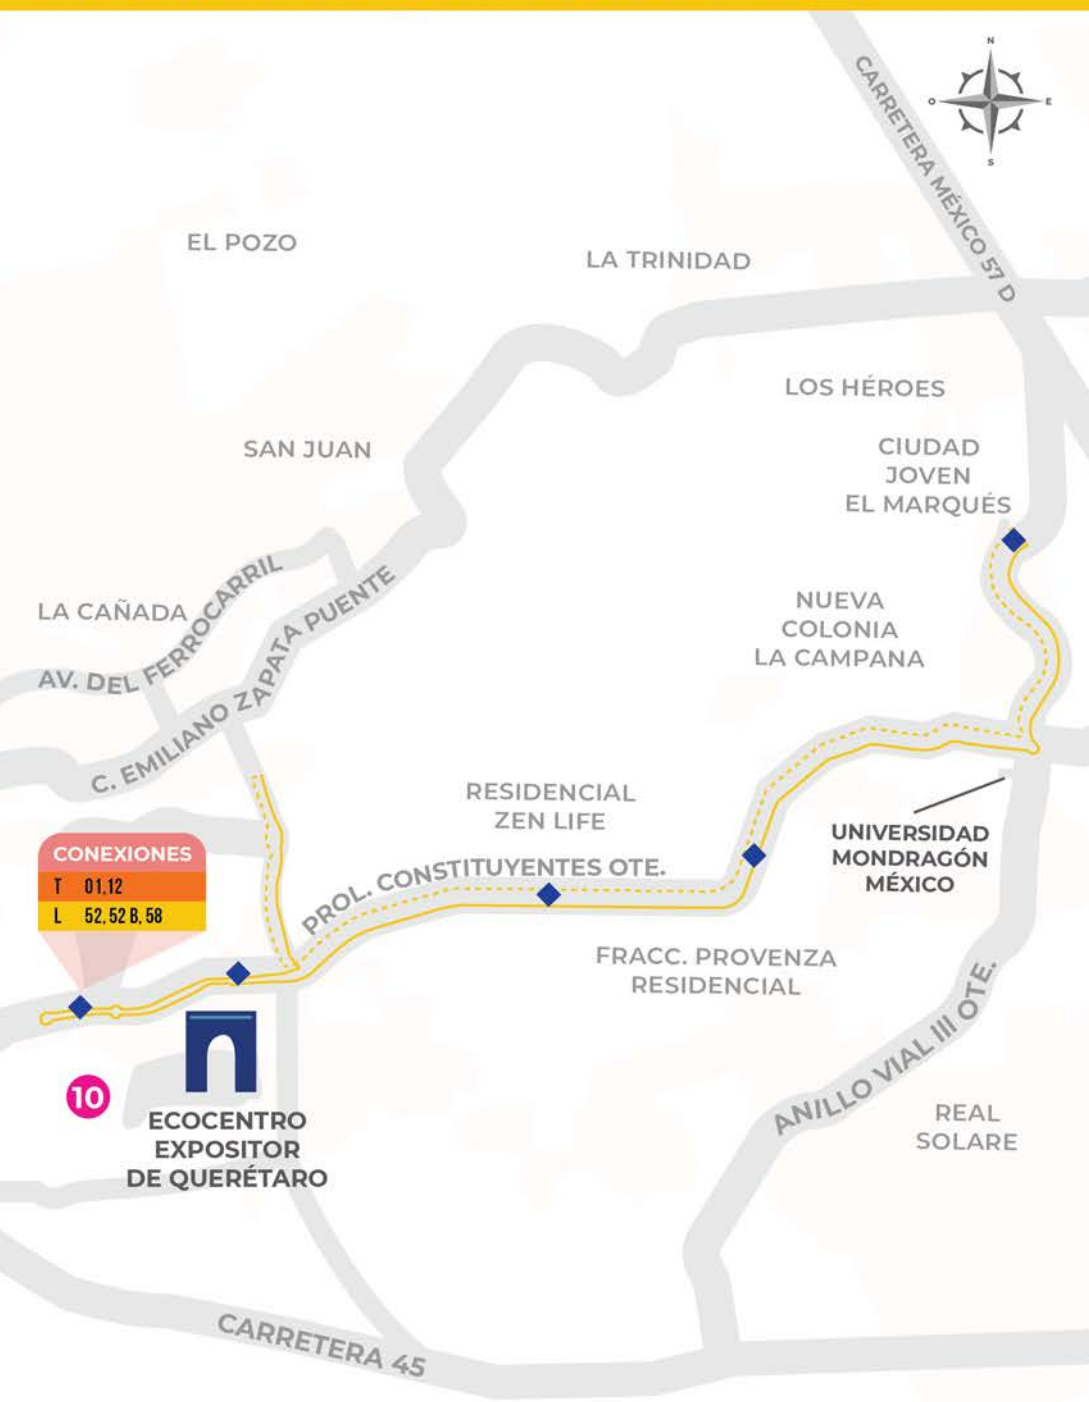 N
O
E
S
CARRETERA MÉXICO 57 D
EL POZO
LA TRINIDAD
LOS HÉROES
SAN JUAN
CIUDAD
JOVEN
EL MARQUÉS
LA CAÑADA
AV. DEL FERROCARRIL
C. EMILIANO ZAPATA PUENTE
NUEVA
COLONIA
LA CAMPANA
RESIDENCIAL
ZEN LIFE
UNIVERSIDAD
MONDRAGÓN
MÉXICO
CONEXIONES
T 01,12
L 52, 52 B, 58
PROL. CONSTITUYENTES OTE.
FRACC. PROVENZA
RESIDENCIAL
ANILLO VIAL III OTE.
10
ECOCENTRO
EXPOSITOR
DE QUERÉTARO
REAL
SOLARE
CARRETERA 45